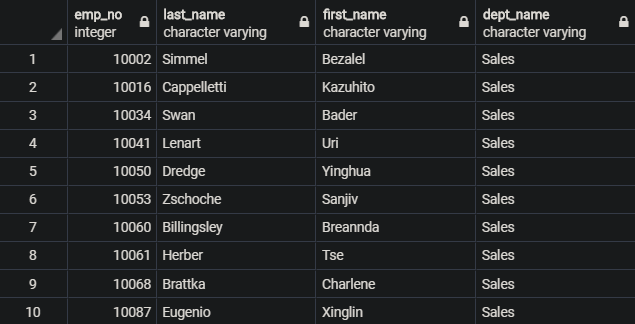 emp_no last_name first_name dept_name
integer character varying character varying character varying
1 10002 Simmel Bezalel Sales
2 10016 Cappelletti Kazuhito Sales
3 10034 Swan Bader Sales
4 10041 Lenart Uri Sales
5 10050 Dredge Yinghua Sales
6 10053 Zschoche Sanjiv Sales
7 10060 Billingsley Breannda Sales
8 10061 Herber Tse Sales
9 10068 Brattka Charlene Sales
10 10087 Eugenio Xinglin Sales